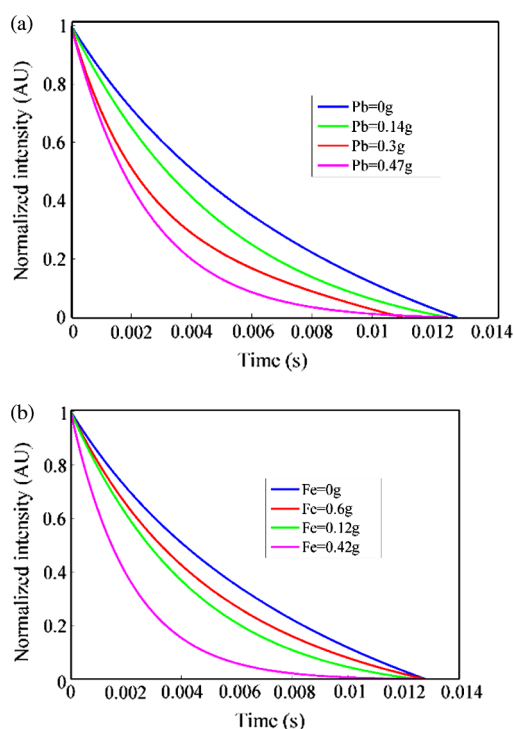 (a)
Normalized intensity (AU)
1
0.8
0.6
0.4
0.2
0
Pb=0g
Pb=0.14g
Pb=0.3g
Pb=0.47g
0 0.002 0.004 0.006 0.008 0.01 0.012 0.014
Time (s)
(b)
Normalized intensity (AU)
1
0.8
0.6
0.4
0.2
0
Fe=0g
Fe=0.6g
Fe=0.12g
Fe=0.42g
0 0.002 0.004 0.006 0.008 0.01 0.012 0.014
Time (s)